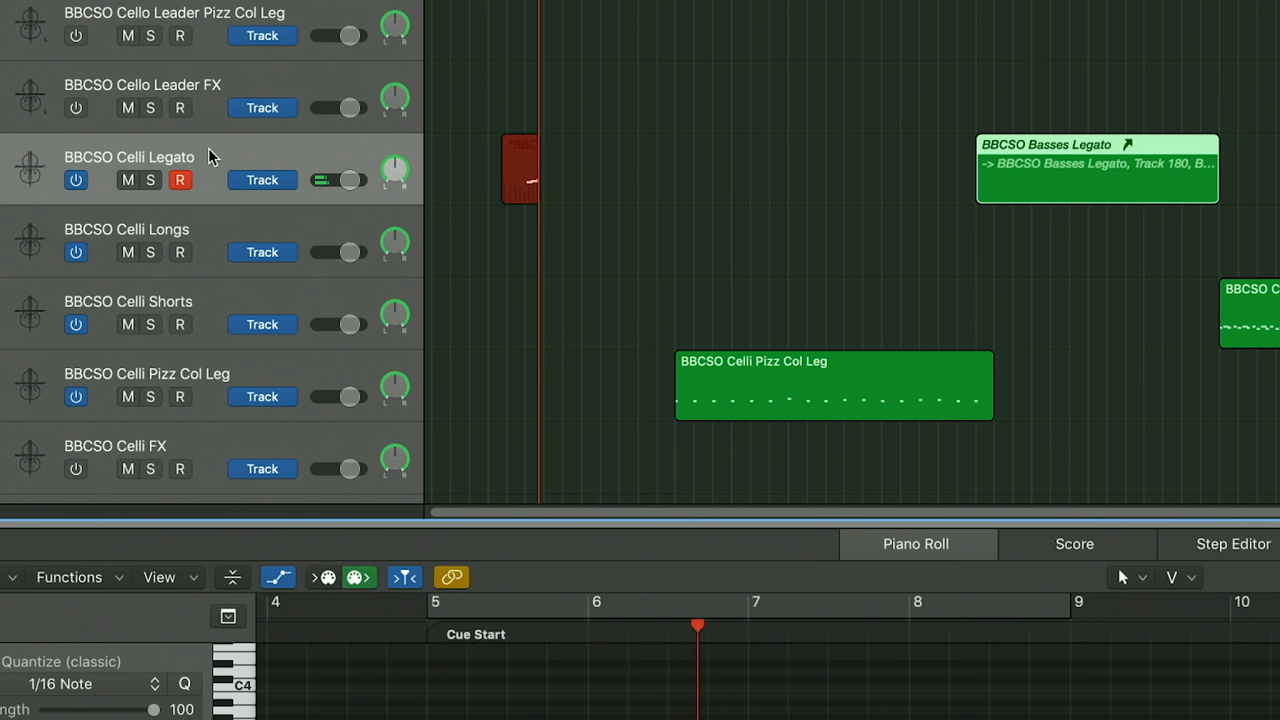 BBCSO Cello Leader Pizz Col Leg
M S R Track
L R
BBCSO Cello Leader FX
M S R Track
L R
BBCSO Celli Legato
M S R Track
L R
*BBC
BBCSO Basses Legato
-> BBCSO Basses Legato, Track 180, B...
BBCSO Celli Longs
M S R Track
L R
BBCSO Celli Shorts
M S R Track
L R
BBCSO C
BBCSO Celli Pizz Col Leg
M S R Track
L R
BBCSO Celli Pizz Col Leg
BBCSO Celli FX
M S R Track
L R
Piano Roll Score Step Editor
Functions View V
4 5 6 7 8 9 10
Cue Start
Quantize (classic)
1/16 Note Q
C4
ngth 100